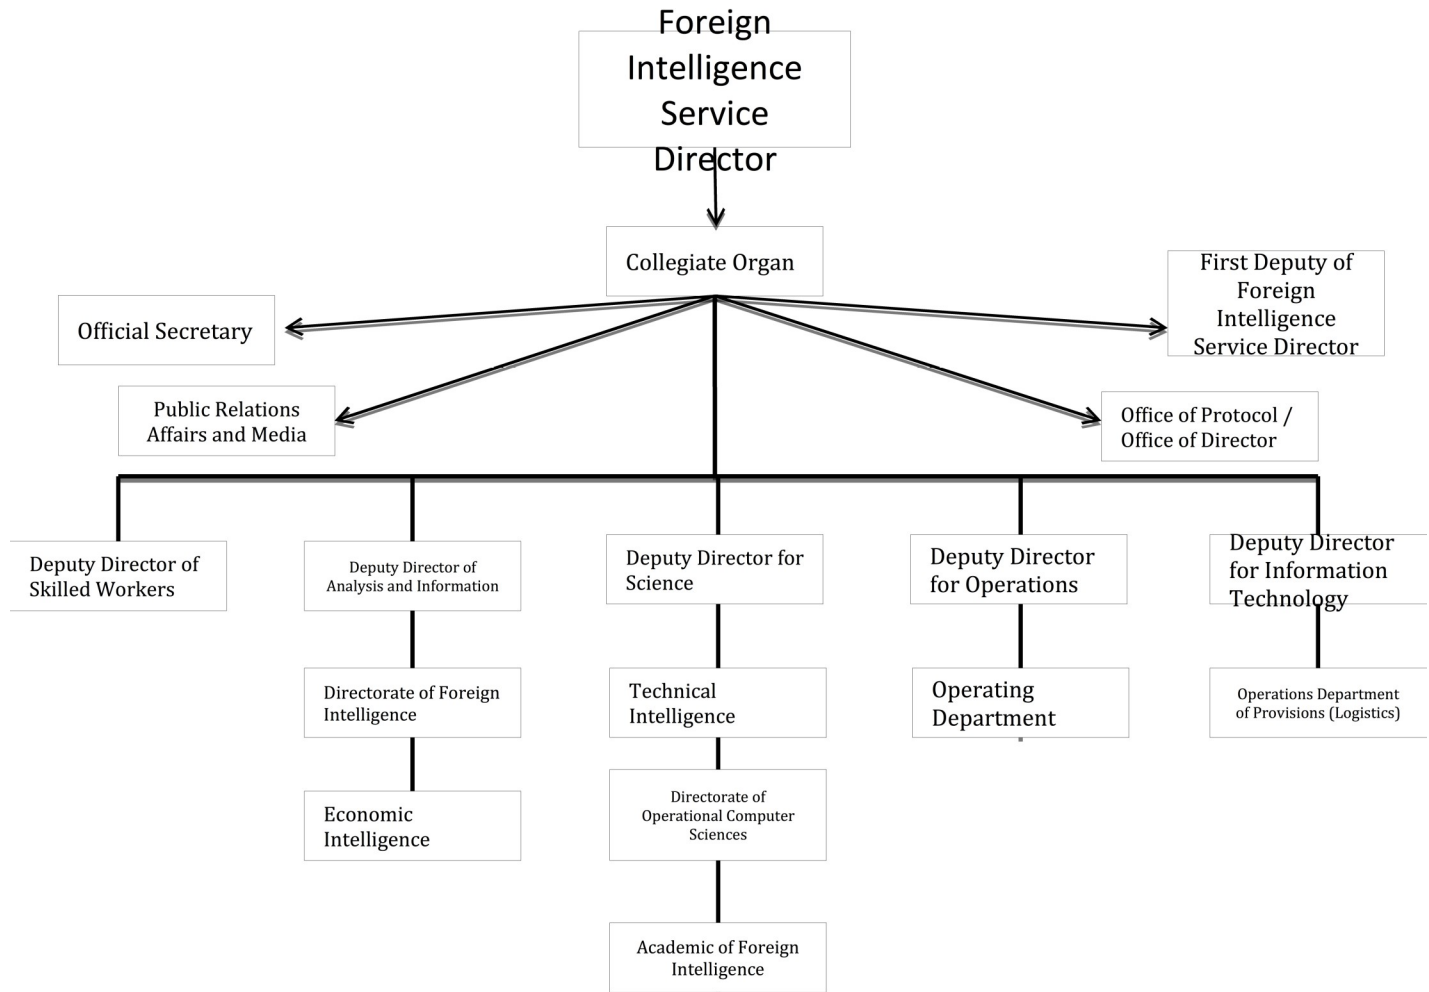 Foreign
Intelligence
Service
Director
Collegiate Organ
First Deputy of
Foreign
Intelligence
Service Director
Official Secretary
Public Relations
Affairs and Media
Office of Protocol /
Office of Director
Deputy Director of
Skilled Workers
Deputy Director of
Analysis and Information
Deputy Director for
Science
Deputy Director
for Operations
Deputy Director
for Information
Technology
Directorate of Foreign
Intelligence
Technical
Intelligence
Operating
Department
Operations Department
of Provisions (Logistics)
Economic
Intelligence
Directorate of
Operational Computer
Sciences
Academic of Foreign
Intelligence